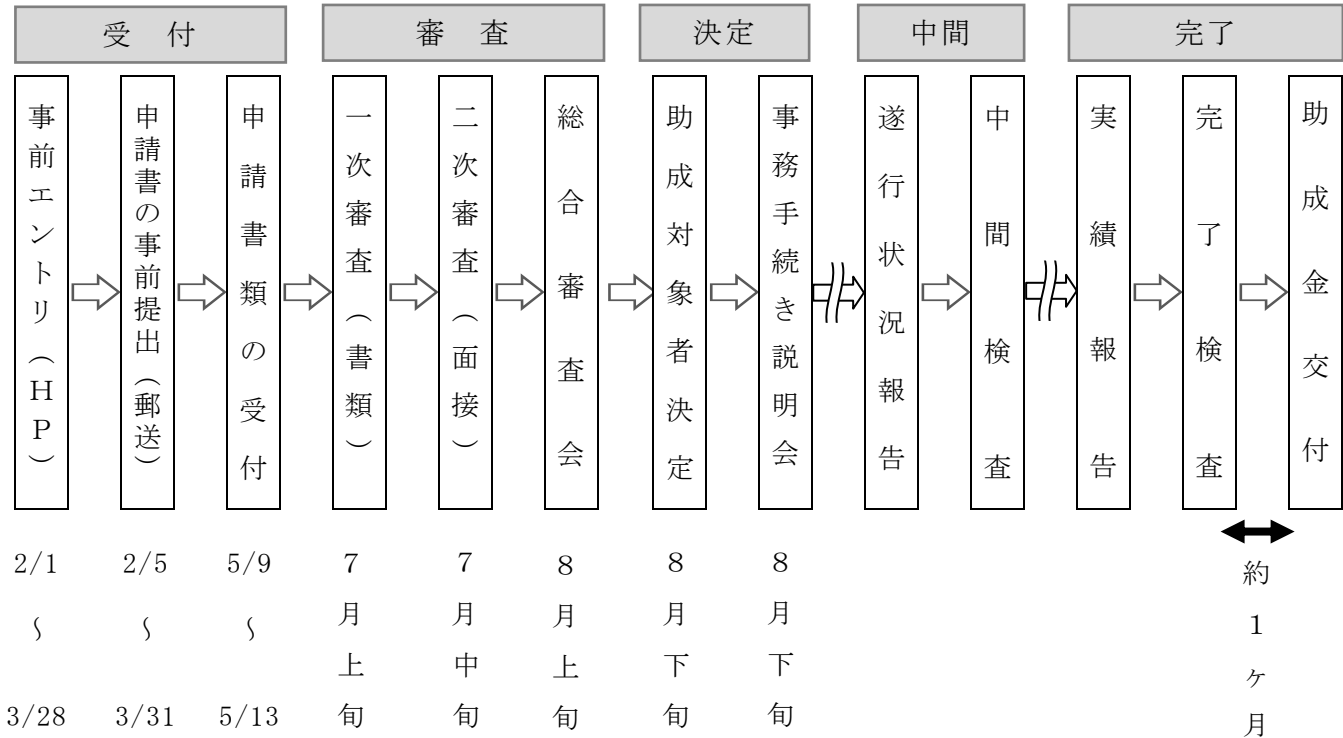 受　付
審　査
決定
中間
完了
事前エントリ（ＨＰ）
申請書の事前提出（郵送）
申請書類の受付
一次審査（書類）
二次審査（面接）
総合審査会
助成対象者決定
事務手続き説明会
遂行状況報告
中間検査
実績報告
完了検査
助成金交付
2/1～3/28
2/5～3/31
5/9～5/13
７月上旬
７月中旬
８月上旬
８月下旬
８月下旬
約１ヶ月